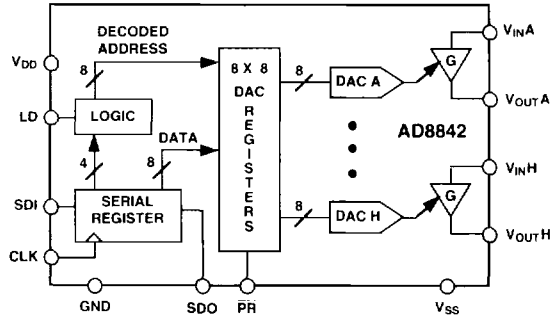 DECODED
ADDRESS
VDD
8
LD
LOGIC
4
DATA
8
SDI
SERIAL
REGISTER
CLK
GND
SDO
PR
VSS
8 X 8
DAC
REGISTERS
8
DAC A
G
VINA
VOUTA
AD8842
8
DAC H
G
VINH
VOUTH